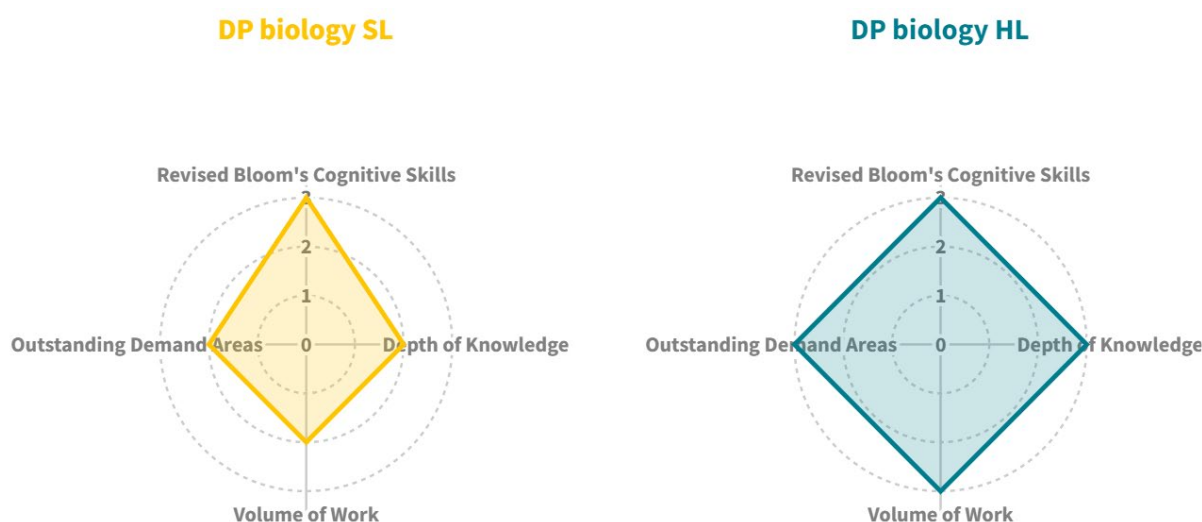 DP biology SL
Revised Bloom's Cognitive Skills
3
2
1
Outstanding Demand Areas
0
Depth of Knowledge
Volume of Work
DP biology HL
Revised Bloom's Cognitive Skills
3
2
1
Outstanding Demand Areas
0
Depth of Knowledge
Volume of Work